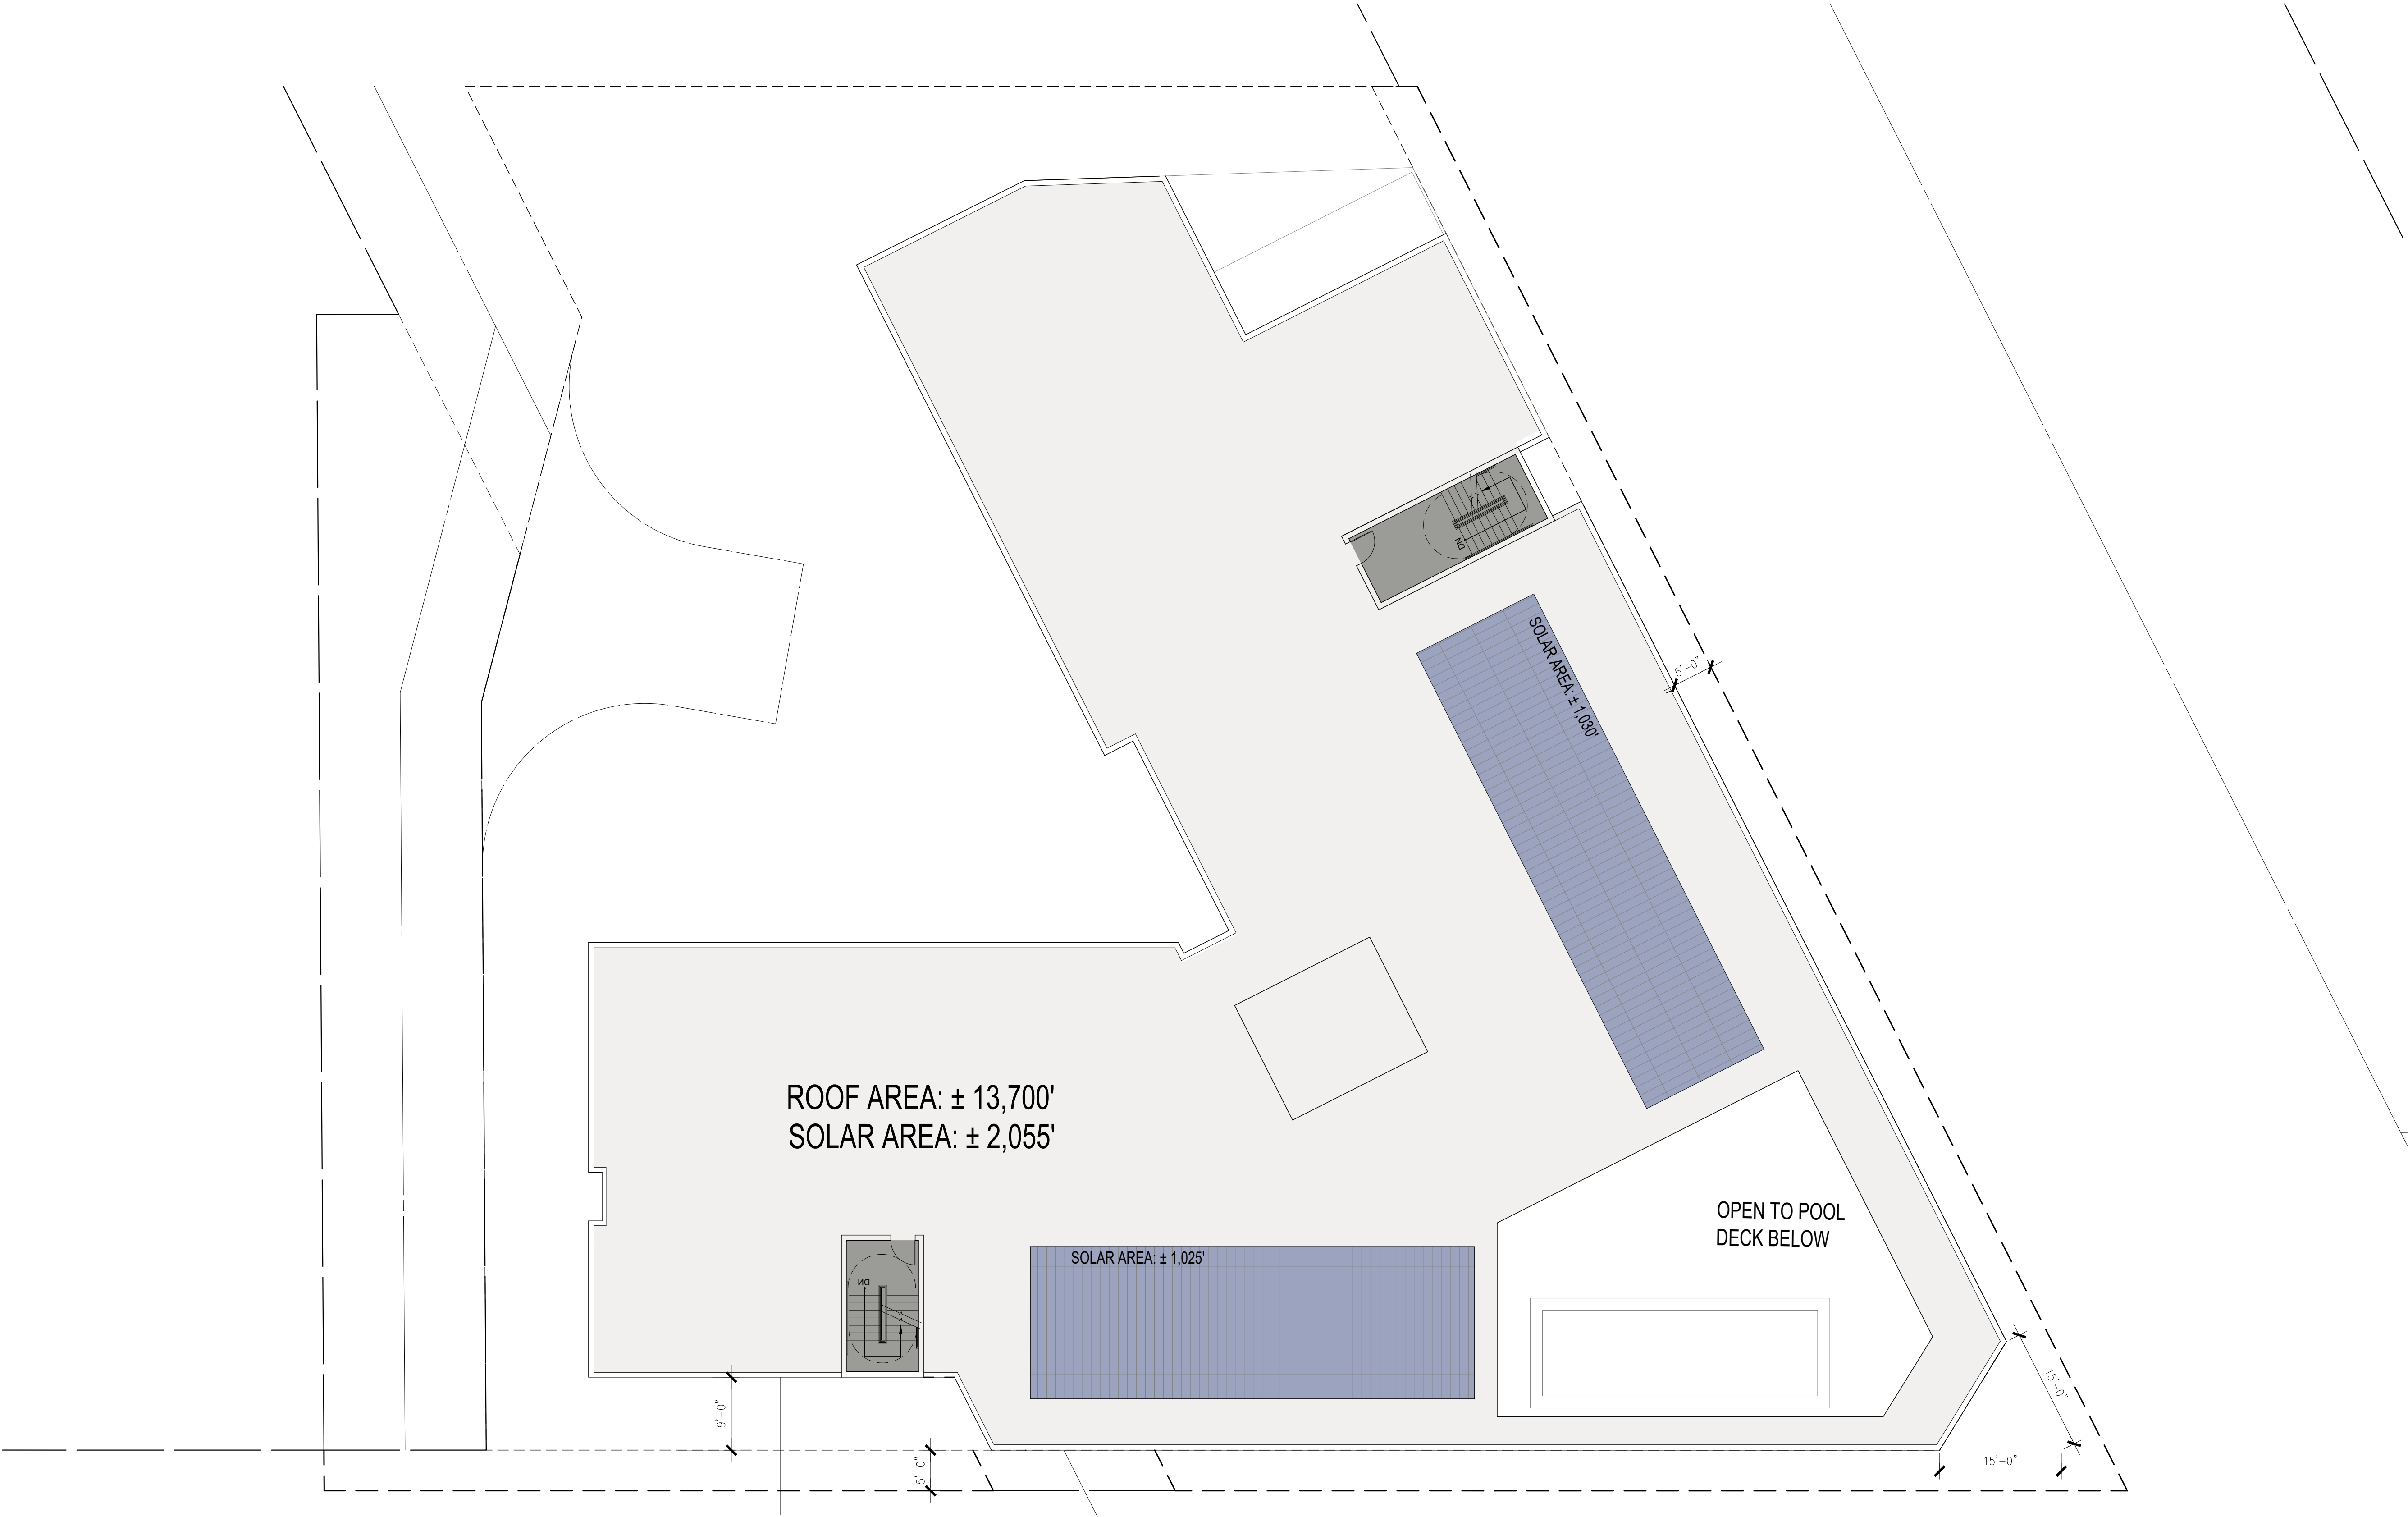 DN
SOLAR AREA: ± 1,030'
5'-0"
ROOF AREA: ± 13,700'
SOLAR AREA: ± 2,055'
OPEN TO POOL
DECK BELOW
SOLAR AREA: ± 1,025'
DN
9'-0"
5'-0"
15'-0"
15'-0"